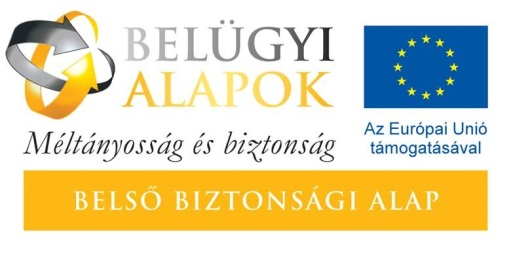 BELÜGYI
ALAPOK
Méltányosság és biztonság
Az Európai Unió
támogatásával
BELSŐ BIZTONSÁGI ALAP